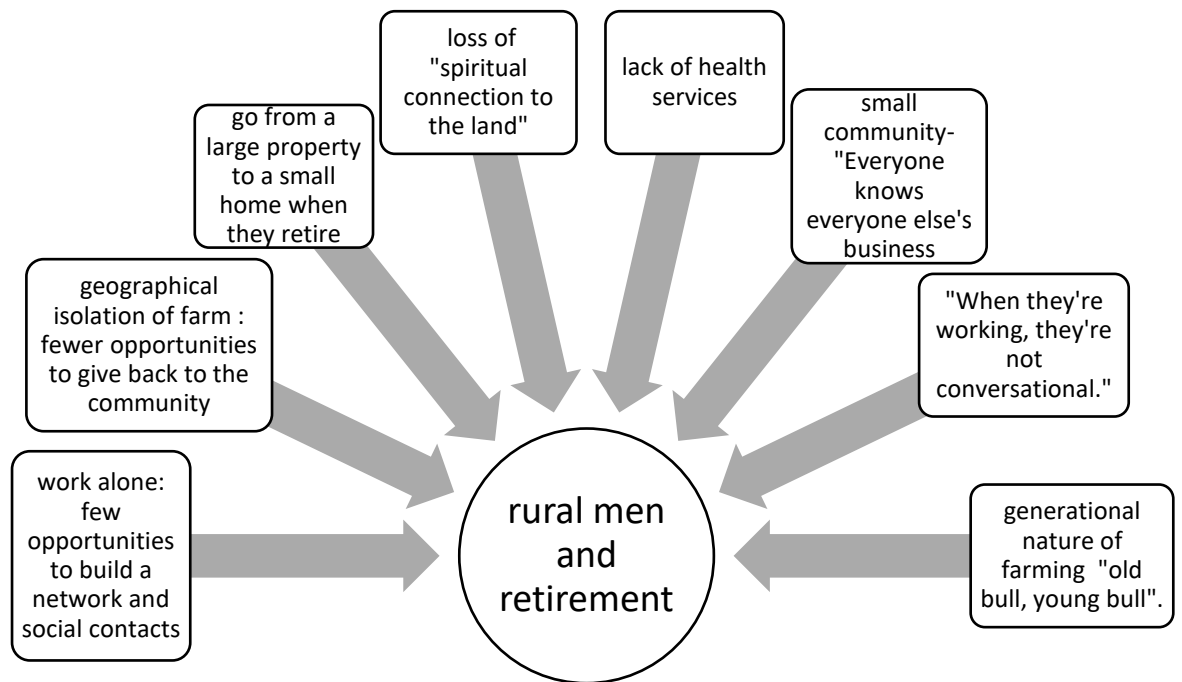 work alone:
few
opportunities
to build a
network and
social contacts
geographical
isolation of farm :
fewer opportunities
to give back to the
community
go from a
large property
to a small
home when
they retire
loss of
"spiritual
connection to
the land"
lack of health
services
small
community-
"Everyone
knows
everyone else's
business
"When they're
working, they're
not
conversational."
generational
nature of
farming "old
bull, young bull".
rural men
and
retirement